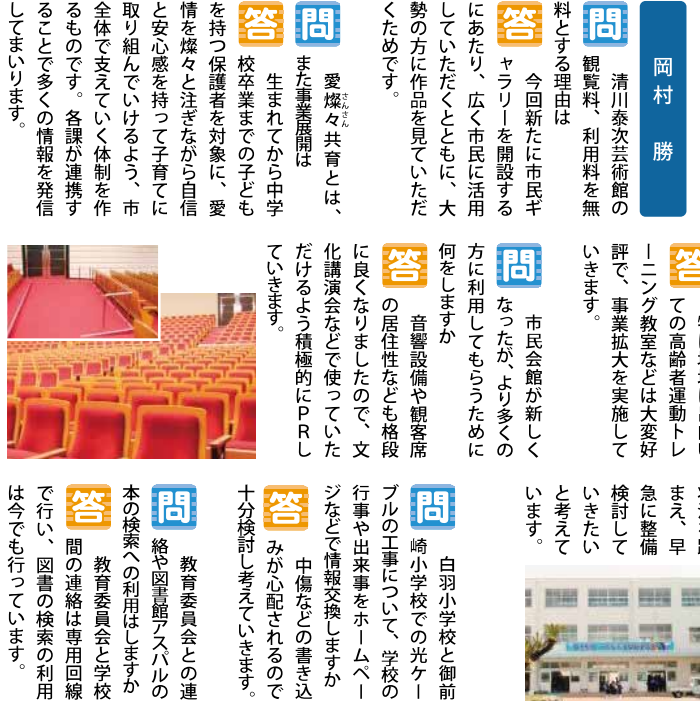 岡村　勝
問
清川泰次芸術館の
観覧料、利用料を無
料とする理由は
答
今回新たに市民ギ
ャラリーを開設する
にあたり、広く市民に活用
していただくとともに、大
勢の方に作品を見ていただ
くためです。
問
愛燦々共育とは、
さんさん
また事業展開は
答
生まれてから中学
校卒業までの子ども
を持つ保護者を対象に、愛
情を燦々と注ぎながら自信
と安心感を持って子育てに
取り組んでいけるよう、市
全体で支えていく体制を作
るものです。各課が連携す
ることで多くの情報を発信
してまいります。
答
ての高齢者運動トレ
ーニング教室などは大変好
評で、事業拡大を実施して
いきます。
問
市民会館が新しく
なったが、より多くの
方に利用してもらうために
何をしますか
答
音響設備や観客席
の居住性なども格段
に良くなりましたので、文
化講演会などで使っていた
だけるよう積極的にＰＲし
ていきます。
まえ、早
急に整備
検討して
いきたい
と考えて
います。
問
白羽小学校と御前
崎小学校での光ケー
ブルの工事について、学校の
行事や出来事をホームペー
ジなどで情報交換しますか
答
中傷などの書き込
みが心配されるので
十分検討し考えていきます。
問
教育委員会との連
絡や図書館アスパルの
本の検索への利用はしますか
答
教育委員会と学校
間の連絡は専用回線
で行い、図書の検索の利用
は今でも行っています。